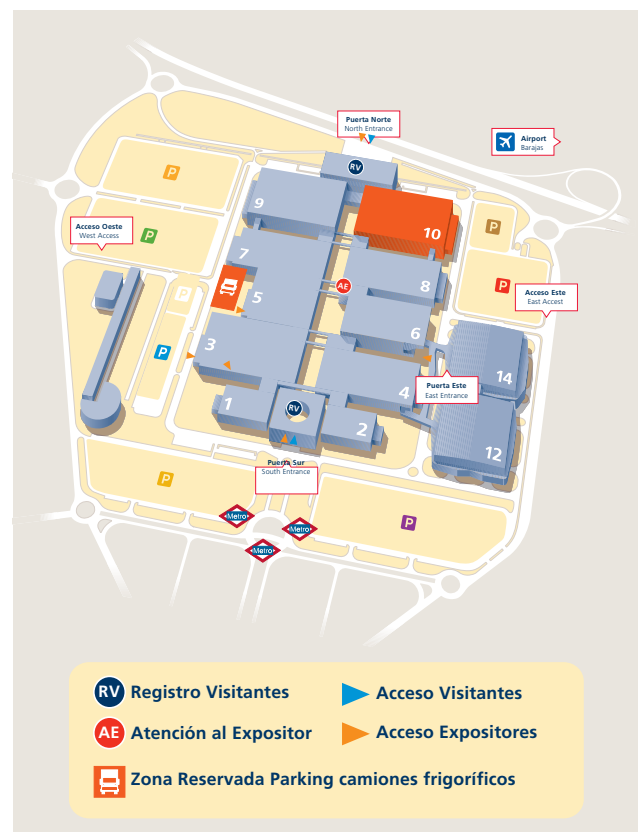 Puerta Norte
North Entrance
Airport
Barajas
RV
P
9
P
10
Acceso Oeste
West Access
P
7
AE
8
P
Acceso Este
East Accest
P
5
6
3
P
14
Puerta Este
East Entrance
4
1
RV
2
12
Puerta Sur
South Entrance
P
Metro
Metro
P
Metro
RV Registro Visitantes
Acceso Visitantes
AE Atención al Expositor
Acceso Expositores
Zona Reservada Parking camiones frigoríficos